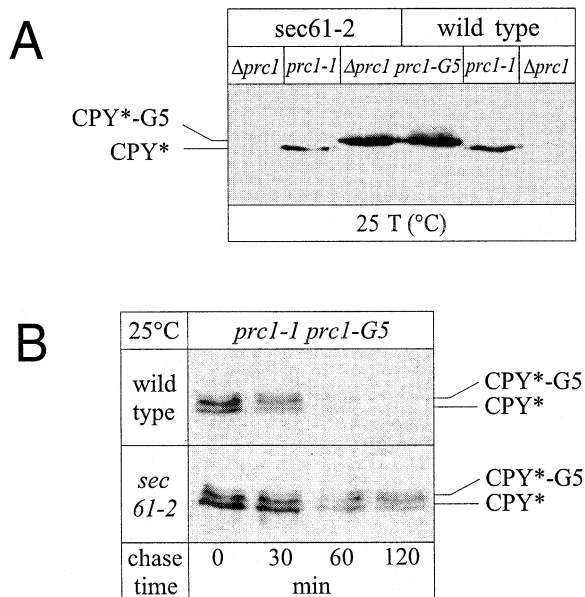 A
sec61-2 wild type
Δprc1 prc1-1 Δprc1 prc1-G5 prc1-1 Δprc1
CPY*-G5
CPY*
25 T (°C)
B
25°C prc1-1 prc1-G5
wild
type
CPY*-G5
CPY*
sec
61-2
CPY*-G5
CPY*
chase 0 30 60 120
time min